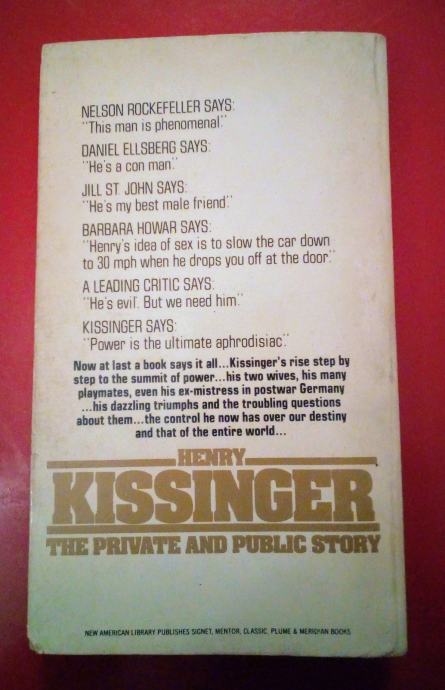 NELSON ROCKEFELLER SAYS:
"This man is phenomenal."
DANIEL ELLSBERG SAYS:
"He's a con man."
JILL ST. JOHN SAYS:
"He's my best male friend."
BARBARA HOWAR SAYS:
"Henry's idea of sex is to slow the car down
to 30 mph when he drops you off at the door."
A LEADING CRITIC SAYS:
"He's evil. But we need him."
KISSINGER SAYS:
"Power is the ultimate aphrodisiac."
Now at last a book says it all...Kissinger's rise step by
step to the summit of power...his two wives, his many
playmates, even his ex-mistress in postwar Germany
...his dazzling triumphs and the troubling questions
about them...the control he now has over our destiny
and that of the entire world...
HENRY
KISSINGER
THE PRIVATE AND PUBLIC STORY
NEW AMERICAN LIBRARY PUBLISHES SIGNET, MENTOR, CLASSIC, PLUME & MERIDIAN BOOKS